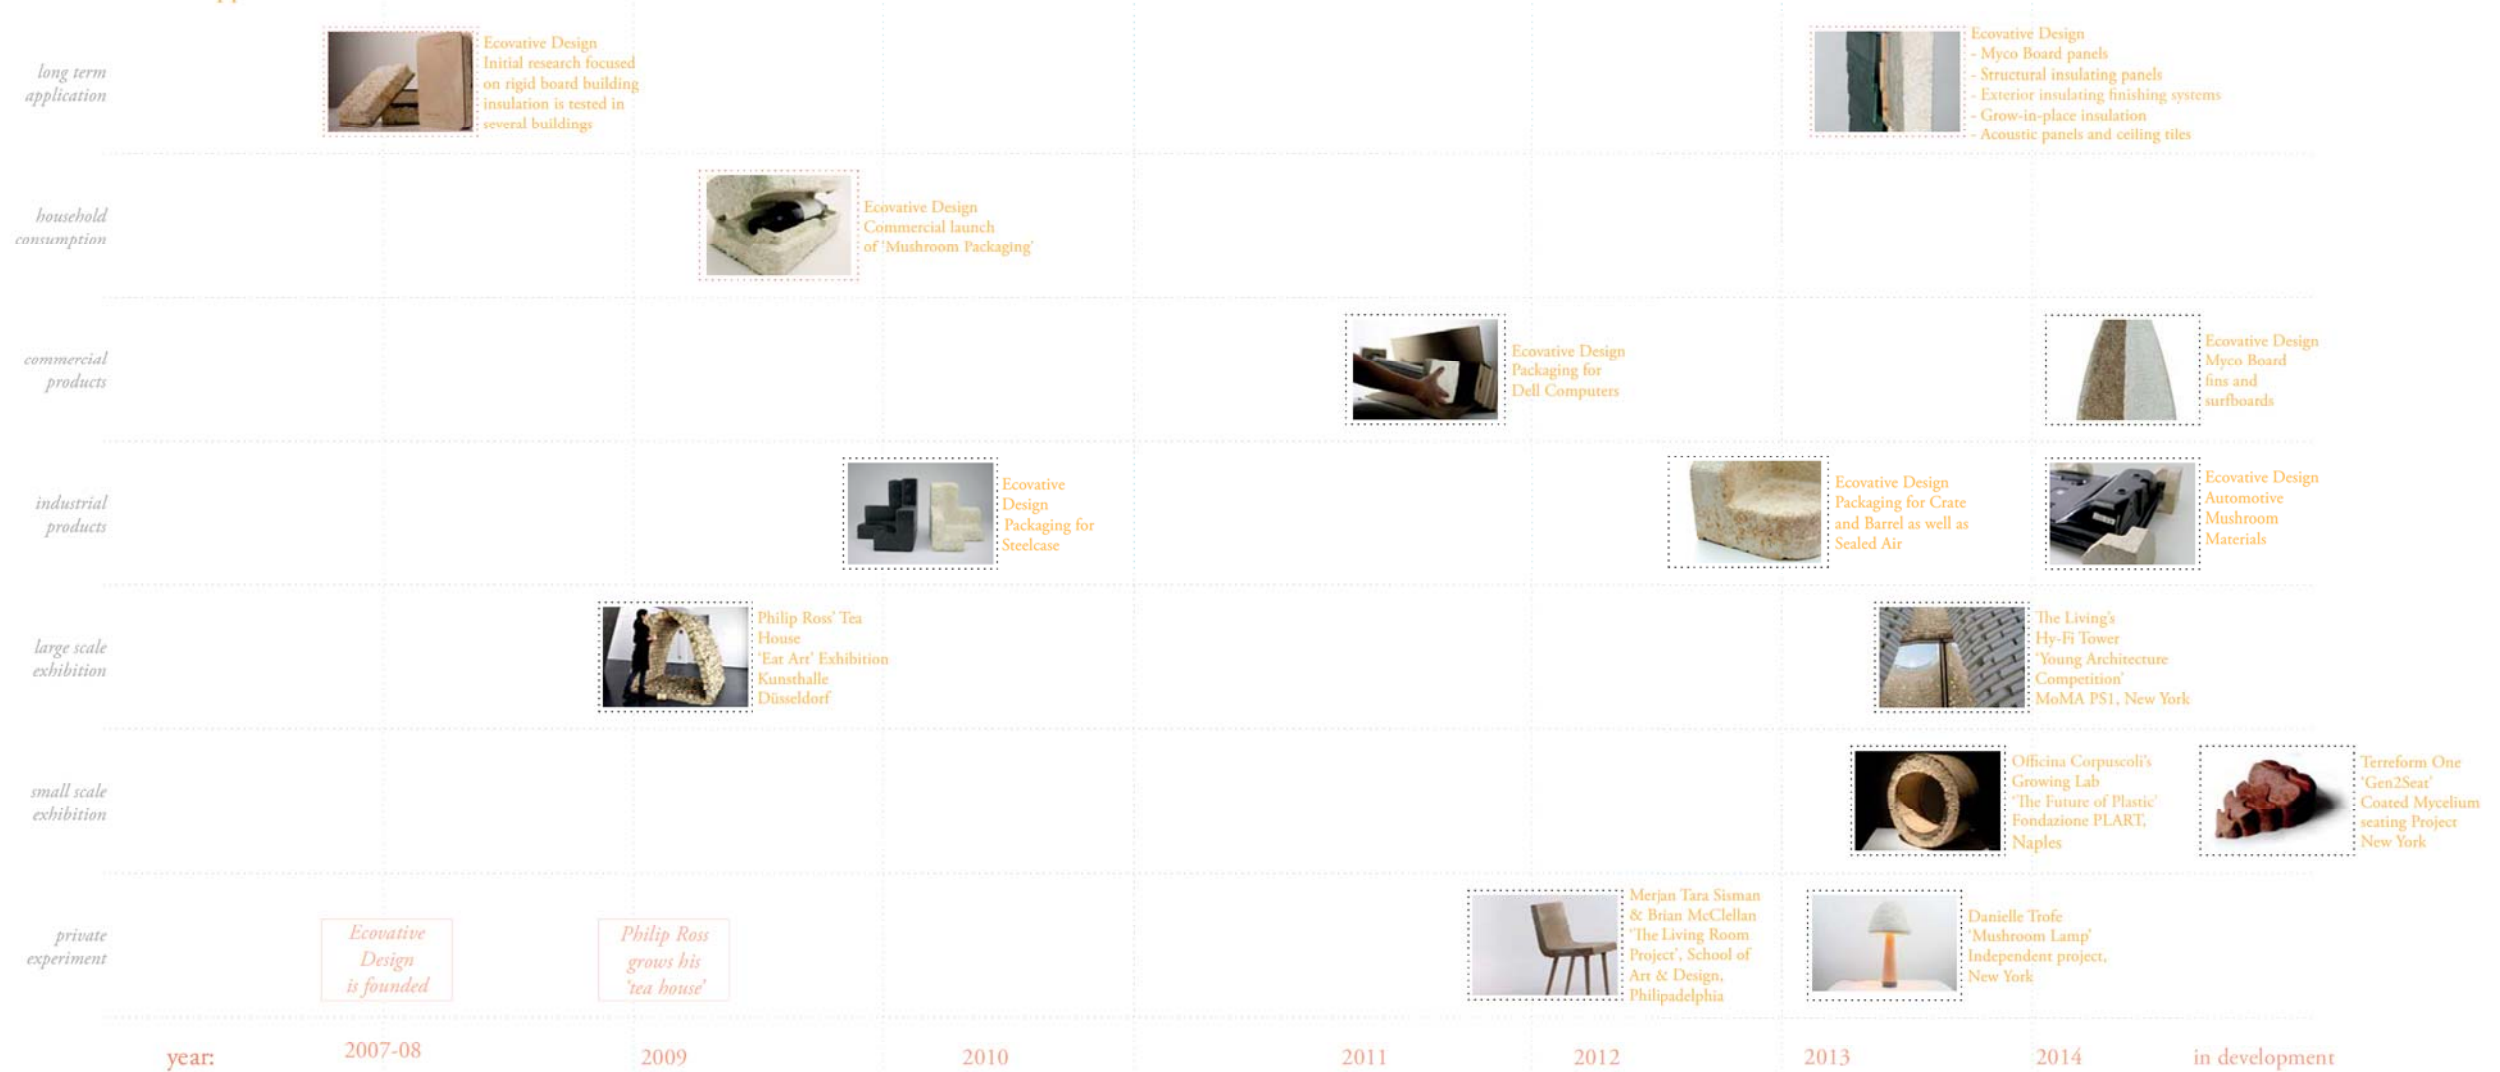 long term
application
Ecovative Design
Initial research focused
on rigid board building
insulation is tested in
several buildings
Ecovative Design
- Myco Board panels
- Structural insulating panels
- Exterior insulating finishing systems
- Grow-in-place insulation
- Acoustic panels and ceiling tiles
household
consumption
Ecovative Design
Commercial launch
of 'Mushroom Packaging'
commercial
products
Ecovative Design
Packaging for
Dell Computers
Ecovative Design
Myco Board
fins and
surfboards
industrial
products
Ecovative
Design
Packaging for
Steelcase
Ecovative Design
Packaging for Crate
and Barrel as well as
Sealed Air
Ecovative Design
Automotive
Mushroom
Materials
large scale
exhibition
Philip Ross' Tea
House
'Eat Art' Exhibition
Kunsthalle
Düsseldorf
The Living's
Hy-Fi Tower
'Young Architecture
Competition'
MoMA PS1, New York
small scale
exhibition
Officina Corpuscoli's
Growing Lab
'The Future of Plastic'
Fondazione PLART,
Naples
Terreform One
'Gen2Seat'
Coated Mycelium
seating Project
New York
private
experiment
Ecovative
Design
is founded
Philip Ross
grows his
'tea house'
Merjan Tara Sisman
& Brian McClellan
'The Living Room
Project', School of
Art & Design,
Philipadelphia
Danielle Trofe
'Mushroom Lamp'
Independent project,
New York
year:
2007-08
2009
2010
2011
2012
2013
2014
in development